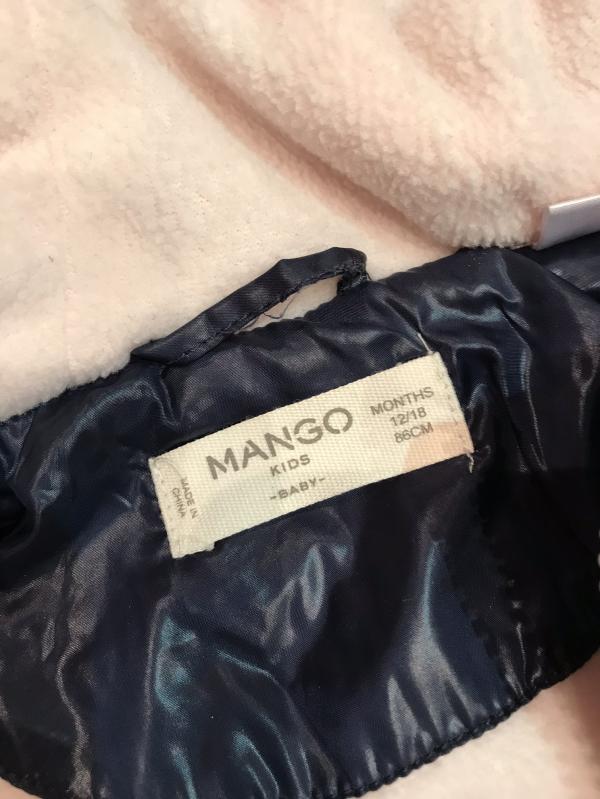 MANGO
KIDS
-BABY-
MONTHS
12/18
86CM
MADE IN
CHINA